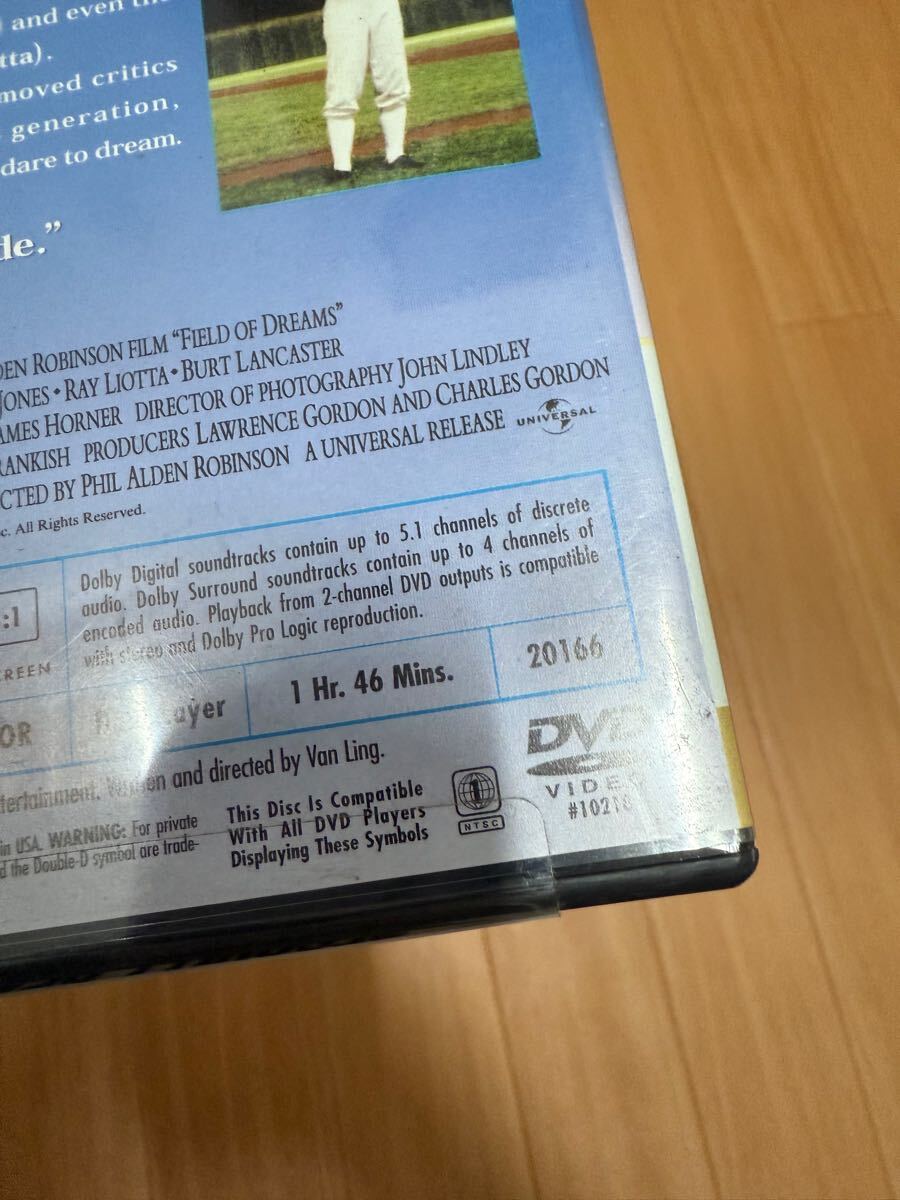 and even
tta).
moved critics
generation,
dare to dream.
de.”
DEN ROBINSON FILM “FIELD OF DREAMS”
JONES • RAY LIOTTA • BURT LANCASTER
AMES HORNER DIRECTOR OF PHOTOGRAPHY JOHN LINDLEY
RANKISH PRODUCERS LAWRENCE GORDON AND CHARLES GORDON
CTED BY PHIL ALDEN ROBINSON A UNIVERSAL RELEASE UNIVERSAL
c. All Rights Reserved.
Dolby Digital soundtracks contain up to 5.1 channels of discrete
audio. Dolby Surround soundtracks contain up to 4 channels of
encoded audio. Playback from 2-channel DVD outputs is compatible
with stereo and Dolby Pro Logic reproduction.
:1
REEN
OR
ayer
1 Hr. 46 Mins.
20166
tertainment. Written and directed by Van Ling.
DVD
VIDE
#1021
in USA. WARNING: For private
d the Double-D symbol are trade-
This Disc Is Compatible
With All DVD Players
Displaying These Symbols
1
NTSC